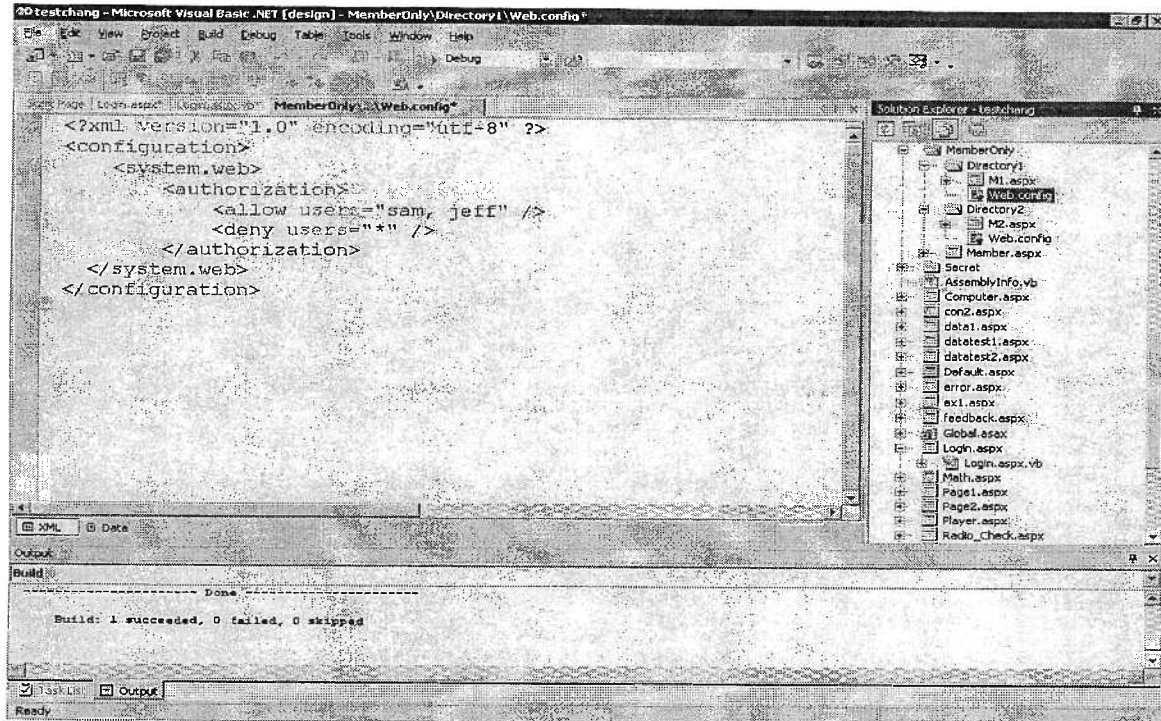 testchang - Microsoft Visual Basic .NET [design] - MemberOnly\Directory1\Web.config*
File Edit View Project Build Debug Table Tools Window Help
Debug
Start Page Login.aspx* Login.aspx.vb* MemberOnly\...\Web.config*
<?xml version="1.0" encoding="utf-8" ?>
<configuration>
<system.web>
<authorization>
<allow users="sam, jeff" />
<deny users="*" />
</authorization>
</system.web>
</configuration>
XML Data
Solution Explorer - testchang
MemberOnly
Directory1
M1.aspx
Web.config
Directory2
M2.aspx
Web.config
Member.aspx
Secret
AssemblyInfo.vb
Computer.aspx
con2.aspx
data1.aspx
datatest1.aspx
datatest2.aspx
Default.aspx
error.aspx
ex1.aspx
feedback.aspx
Global.asax
Login.aspx
Login.aspx.vb
Math.aspx
Page1.aspx
Page2.aspx
Player.aspx
Radio_Check.aspx
Output
Build
---------------------- Done ----------------------
Build: 1 succeeded, 0 failed, 0 skipped
Task List Output
Ready